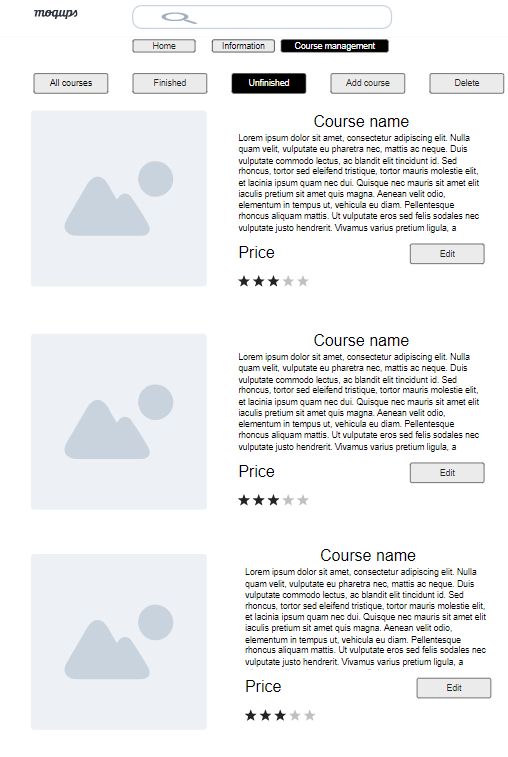 moqups
Home Information Course management
All courses Finished Unfinished Add course Delete
Course name
Lorem ipsum dolor sit amet, consectetur adipiscing elit. Nulla
quam velit, vulputate eu pharetra nec, mattis ac neque. Duis
vulputate commodo lectus, ac blandit elit tincidunt id. Sed
rhoncus, tortor sed eleifend tristique, tortor mauris molestie elit,
et lacinia ipsum quam nec dui. Quisque nec mauris sit amet elit
iaculis pretium sit amet quis magna. Aenean velit odio,
elementum in tempus ut, vehicula eu diam. Pellentesque
rhoncus aliquam mattis. Ut vulputate eros sed felis sodales nec
vulputate justo hendrerit. Vivamus varius pretium ligula, a
Price Edit
Course name
Lorem ipsum dolor sit amet, consectetur adipiscing elit. Nulla
quam velit, vulputate eu pharetra nec, mattis ac neque. Duis
vulputate commodo lectus, ac blandit elit tincidunt id. Sed
rhoncus, tortor sed eleifend tristique, tortor mauris molestie elit,
et lacinia ipsum quam nec dui. Quisque nec mauris sit amet elit
iaculis pretium sit amet quis magna. Aenean velit odio,
elementum in tempus ut, vehicula eu diam. Pellentesque
rhoncus aliquam mattis. Ut vulputate eros sed felis sodales nec
vulputate justo hendrerit. Vivamus varius pretium ligula, a
Price Edit
Course name
Lorem ipsum dolor sit amet, consectetur adipiscing elit. Nulla
quam velit, vulputate eu pharetra nec, mattis ac neque. Duis
vulputate commodo lectus, ac blandit elit tincidunt id. Sed
rhoncus, tortor sed eleifend tristique, tortor mauris molestie elit,
et lacinia ipsum quam nec dui. Quisque nec mauris sit amet elit
iaculis pretium sit amet quis magna. Aenean velit odio,
elementum in tempus ut, vehicula eu diam. Pellentesque
rhoncus aliquam mattis. Ut vulputate eros sed felis sodales nec
vulputate justo hendrerit. Vivamus varius pretium ligula, a
Price Edit